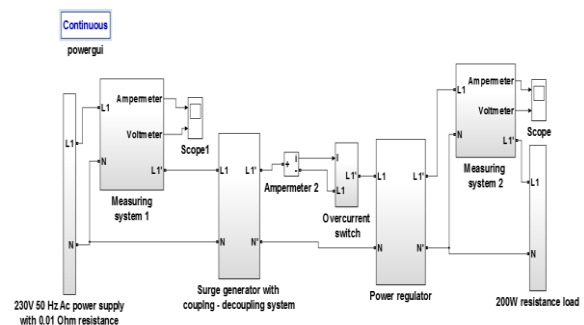 Continuous
powergui
L1
N
230V 50 Hz Ac power supply
with 0.01 Ohm resistance
L1
N
Ampermeter
Voltmeter
L1'
Measuring
system 1
Scope1
L1
N
L1'
N'
Surge generator with
couping - decoupling system
+
-
i
Ampermeter 2
I
L1
L1'
Overcurrent
switch
L1
N
L1'
N'
Power regulator
L1
N
Ampermeter
Voltmeter
L1'
Measuring
system 2
Scope
L1
N
200W resistance load